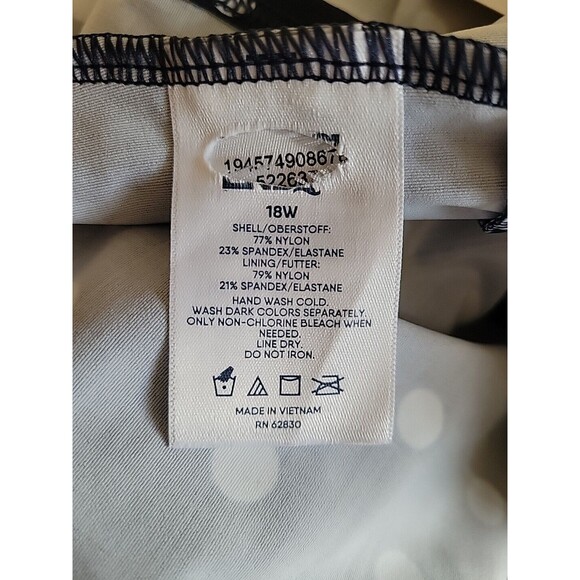 19457490867
52263
18W
SHELL/OBERSTOFF:
77% NYLON
23% SPANDEX/ELASTANE
LINING/FUTTER:
79% NYLON
21% SPANDEX/ELASTANE
HAND WASH COLD.
WASH DARK COLORS SEPARATELY.
ONLY NON-CHLORINE BLEACH WHEN
NEEDED.
LINE DRY.
DO NOT IRON.
MADE IN VIETNAM
RN 62830